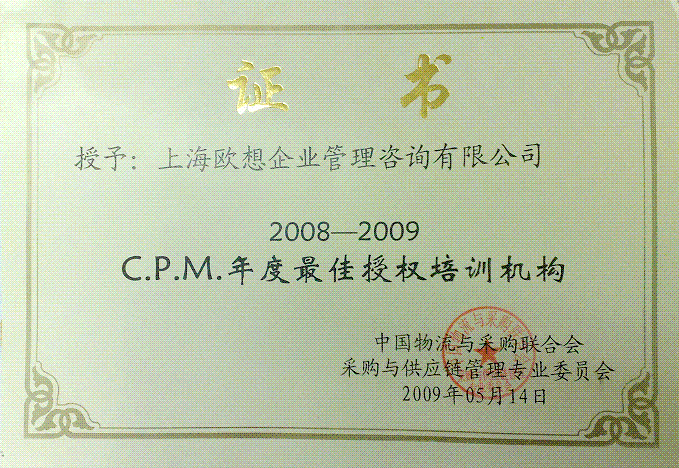 证 书
授予：上海欧想企业管理咨询有限公司
2008—2009
C.P.M.年度最佳授权培训机构
中国物流与采购联合会
采购与供应链管理专业委员会
2009年05月14日